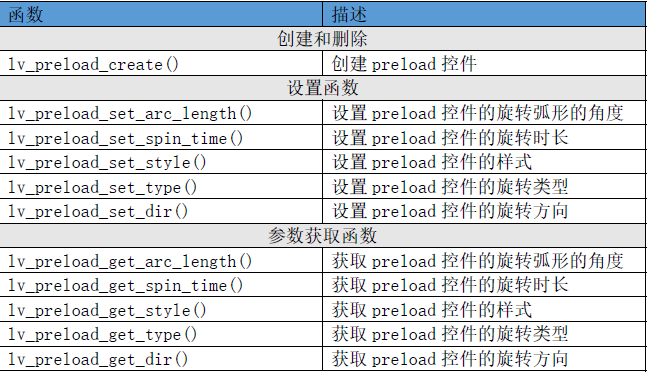 函数 描述
创建和删除
lv_preload_create() 创建 preload 控件
设置函数
lv_preload_set_arc_length() 设置 preload 控件的旋转弧形的角度
lv_preload_set_spin_time() 设置 preload 控件的旋转时长
lv_preload_set_style() 设置 preload 控件的样式
lv_preload_set_type() 设置 preload 控件的旋转类型
lv_preload_set_dir() 设置 preload 控件的旋转方向
参数获取函数
lv_preload_get_arc_length() 获取 preload 控件的旋转弧形的角度
lv_preload_get_spin_time() 获取 preload 控件的旋转时长
lv_preload_get_style() 获取 preload 控件的样式
lv_preload_get_type() 获取 preload 控件的旋转类型
lv_preload_get_dir() 获取 preload 控件的旋转方向